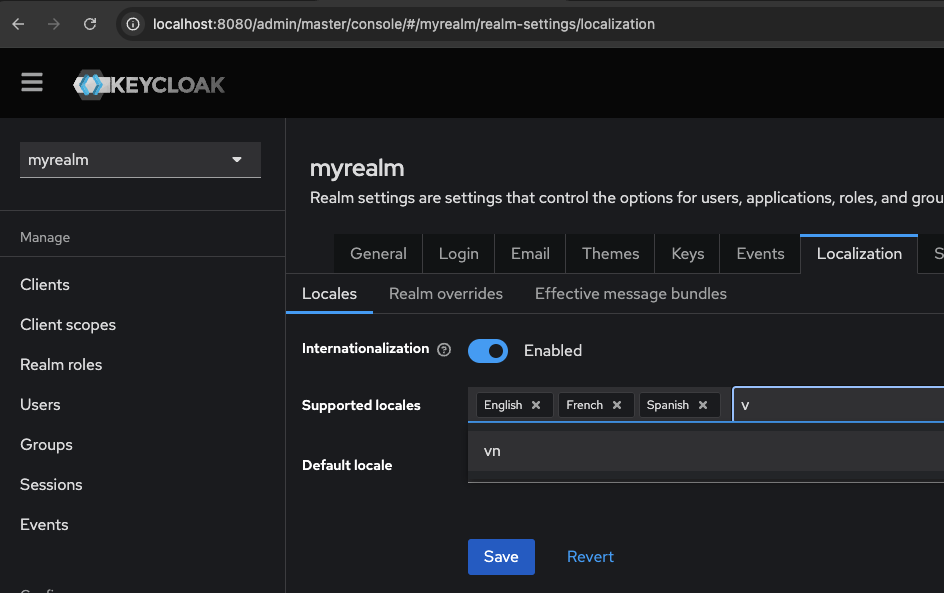 localhost:8080/admin/master/console/#/myrealm/realm-settings/localization
KEYCLOAK
myrealm
Manage
Clients
Client scopes
Realm roles
Users
Groups
Sessions
Events
myrealm
Realm settings are settings that control the options for users, applications, roles, and
General Login Email Themes Keys Events Localization
Locales Realm overrides Effective message bundles
Internationalization ? Enabled
Supported locales English French Spanish v
vn
Default locale
Save Revert